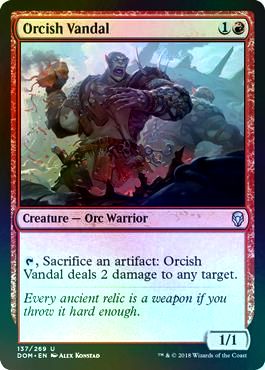 Orcish Vandal 1
Creature — Orc Warrior
, Sacrifice an artifact: Orcish
Vandal deals 2 damage to any target.
Every ancient relic is a weapon if you
throw it hard enough.
1/1
137/269 U
DOM • EN Alex Konstad
™ & © 2018 Wizards of the Coast